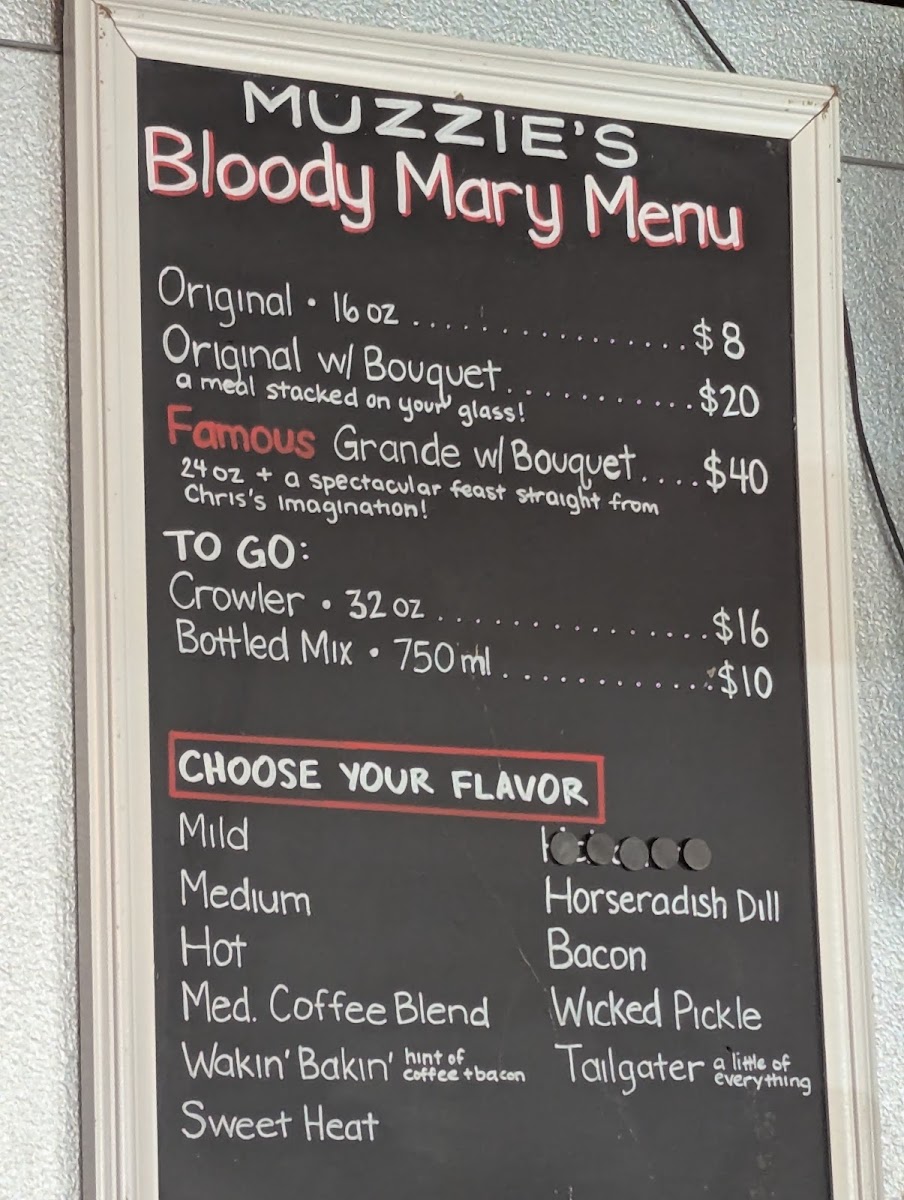 MUZZIE'S
Bloody Mary Menu
Original • 16 oz ..................... $8
Original w/ Bouquet ............ $20
a meal stacked on your glass!
Famous Grande w/ Bouquet .... $40
24 oz + a spectacular feast straight from
Chris's imagination!
TO GO:
Crowler • 32 oz ................. $16
Bottled Mix • 750 ml ............. $10
CHOOSE YOUR FLAVOR
Mild
Medium
Hot
Med. Coffee Blend
Wakin' Bakin' hint of
coffee + bacon
Sweet Heat
Horseradish Dill
Bacon
Wicked Pickle
Tailgater a little of
everything